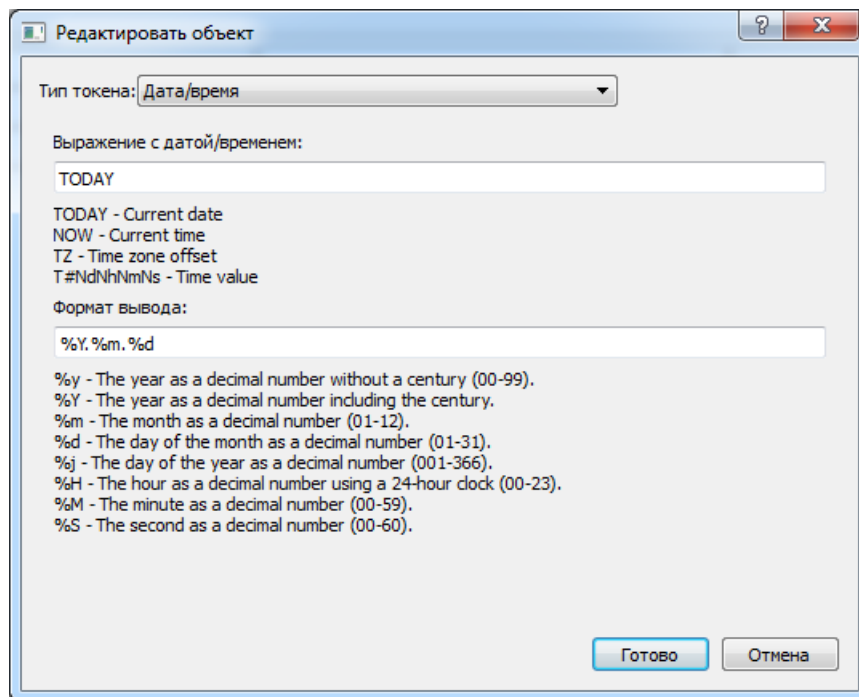 Редактировать объект
Тип токена: Дата/время
Выражение с датой/временем:
TODAY
TODAY - Current date
NOW - Current time
TZ - Time zone offset
T#NdNhNmNs - Time value
Формат вывода:
%Y.%m.%d
%y - The year as a decimal number without a century (00-99).
%Y - The year as a decimal number including the century.
%m - The month as a decimal number (01-12).
%d - The day of the month as a decimal number (01-31).
%j - The day of the year as a decimal number (001-366).
%H - The hour as a decimal number using a 24-hour clock (00-23).
%M - The minute as a decimal number (00-59).
%S - The second as a decimal number (00-60).
Готово Отмена